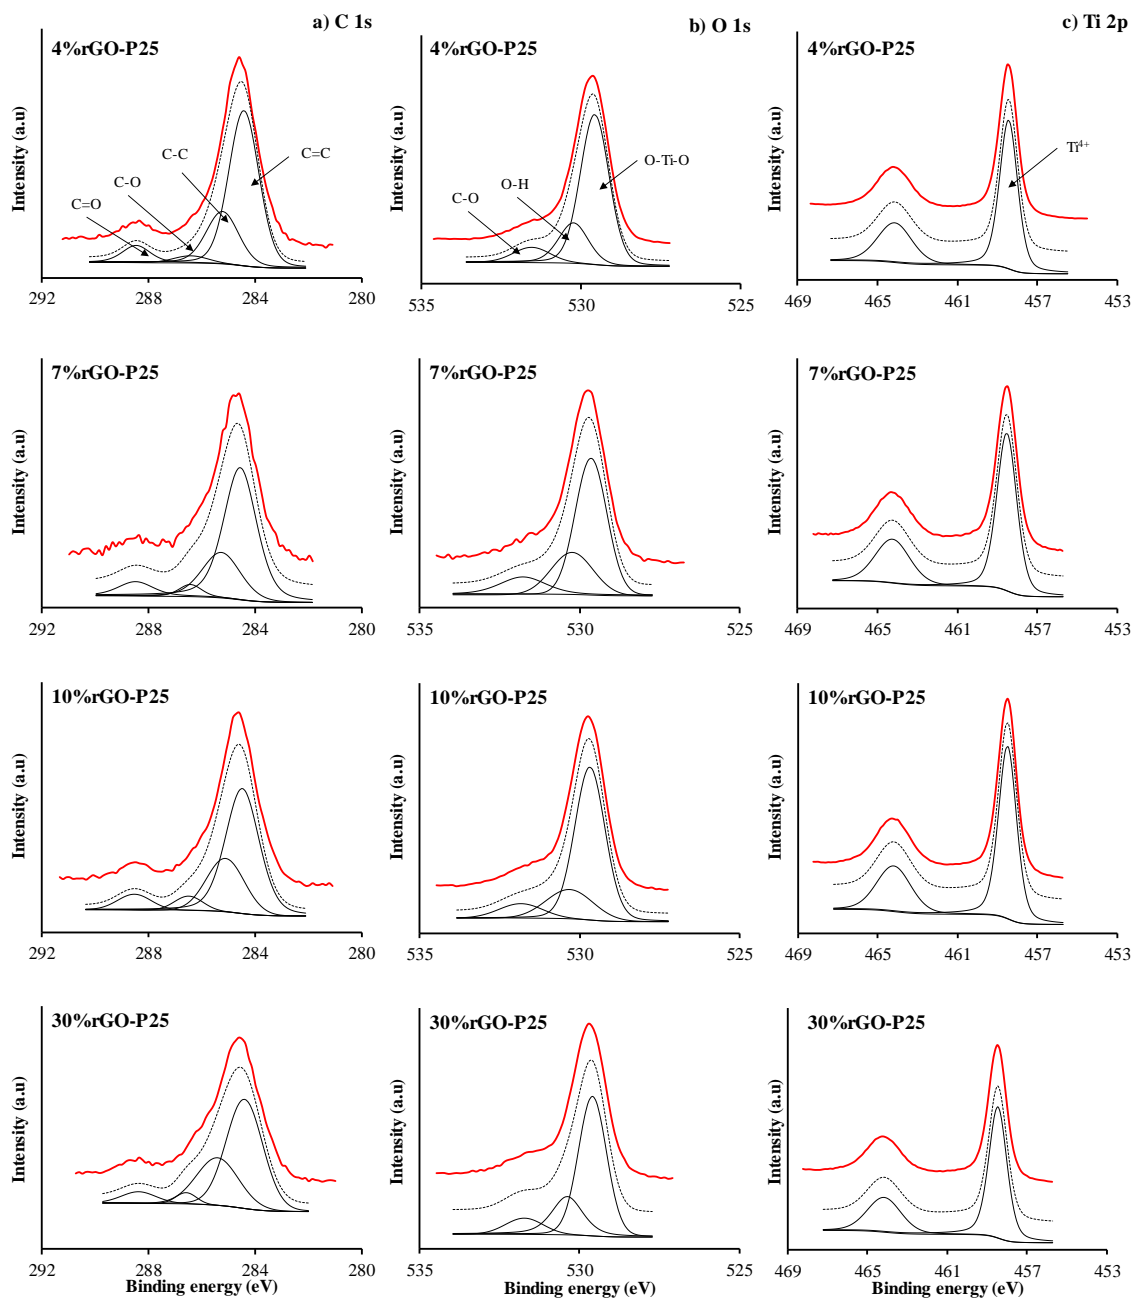 a) C 1s
b) O 1s
c) Ti 2p
4%rGO-P25
4%rGO-P25
4%rGO-P25
Intensity (a.u)
C=O
C-O
C-C
C=C
292
288
284
280
Intensity (a.u)
C-O
O-H
O-Ti-O
535
530
525
Intensity (a.u)
Ti4+
469
465
461
457
453
7%rGO-P25
7%rGO-P25
7%rGO-P25
Intensity (a.u)
292
288
284
280
Intensity (a.u)
535
530
525
Intensity (a.u)
469
465
461
457
453
10%rGO-P25
10%rGO-P25
10%rGO-P25
Intensity (a.u)
292
288
284
280
Intensity (a.u)
535
530
525
Intensity (a.u)
469
465
461
457
453
30%rGO-P25
30%rGO-P25
30%rGO-P25
Intensity (a.u)
292
288
284
280
Binding energy (eV)
Intensity (a.u)
535
530
525
Binding energy (eV)
Intensity (a.u)
469
465
461
457
453
Binding energy (eV)